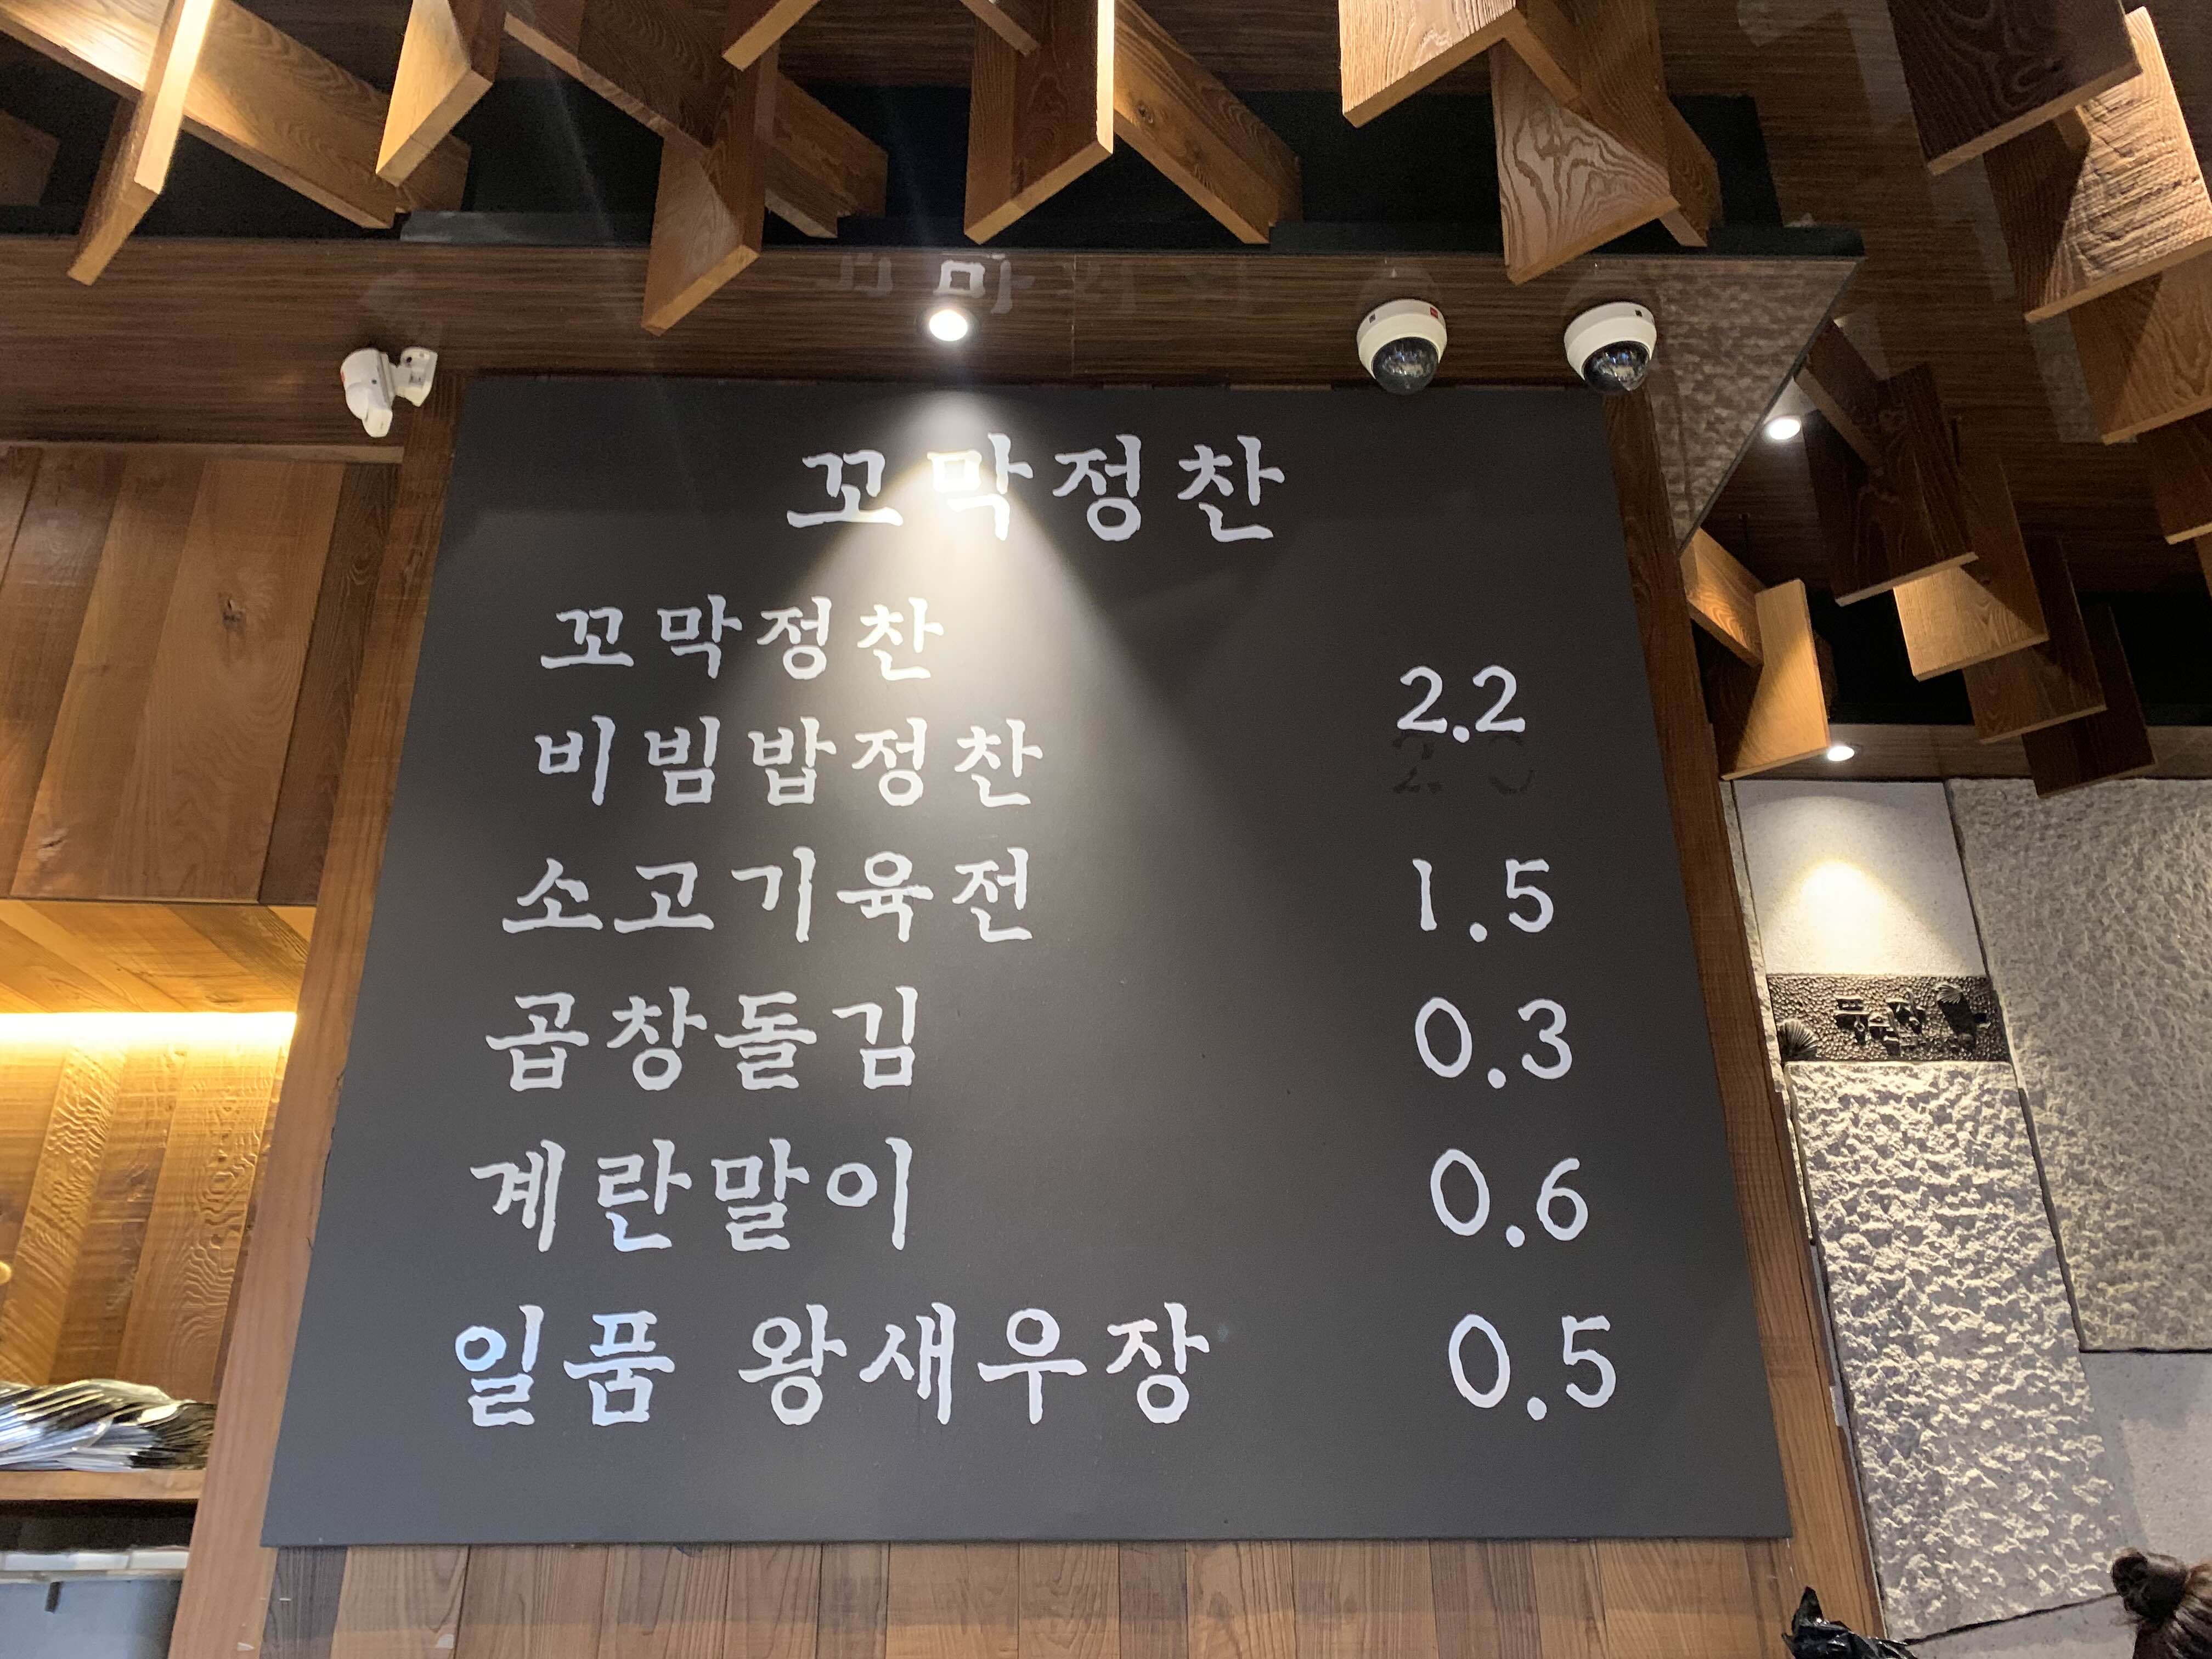 꼬막정찬
꼬막정찬
비빔밥정찬
2.2
소고기육전 1.5
곱창돌김 0.3
계란말이 0.6
일품 왕새우장 0.5